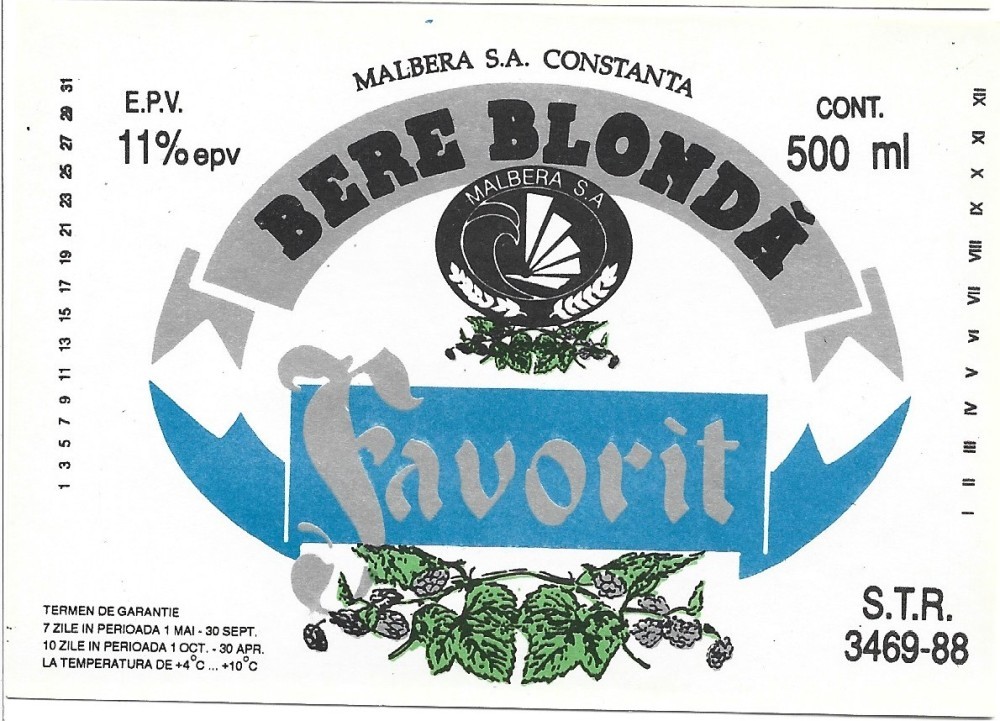 MALBERA S.A. CONSTANTA
E.P.V.
11% epv
CONT.
500 ml
BERE BLONDĂ
MALBERA S.A
Favorit
1 3 5 7 9 11 13 15 17 19 21 23 25 27 29 31
I II III IV V VI VII VIII IX X XI XII
TERMEN DE GARANTIE
7 ZILE IN PERIOADA 1 MAI - 30 SEPT.
10 ZILE IN PERIOADA 1 OCT. - 30 APR.
LA TEMPERATURA DE +4°C ... +10°C
S.T.R.
3469-88